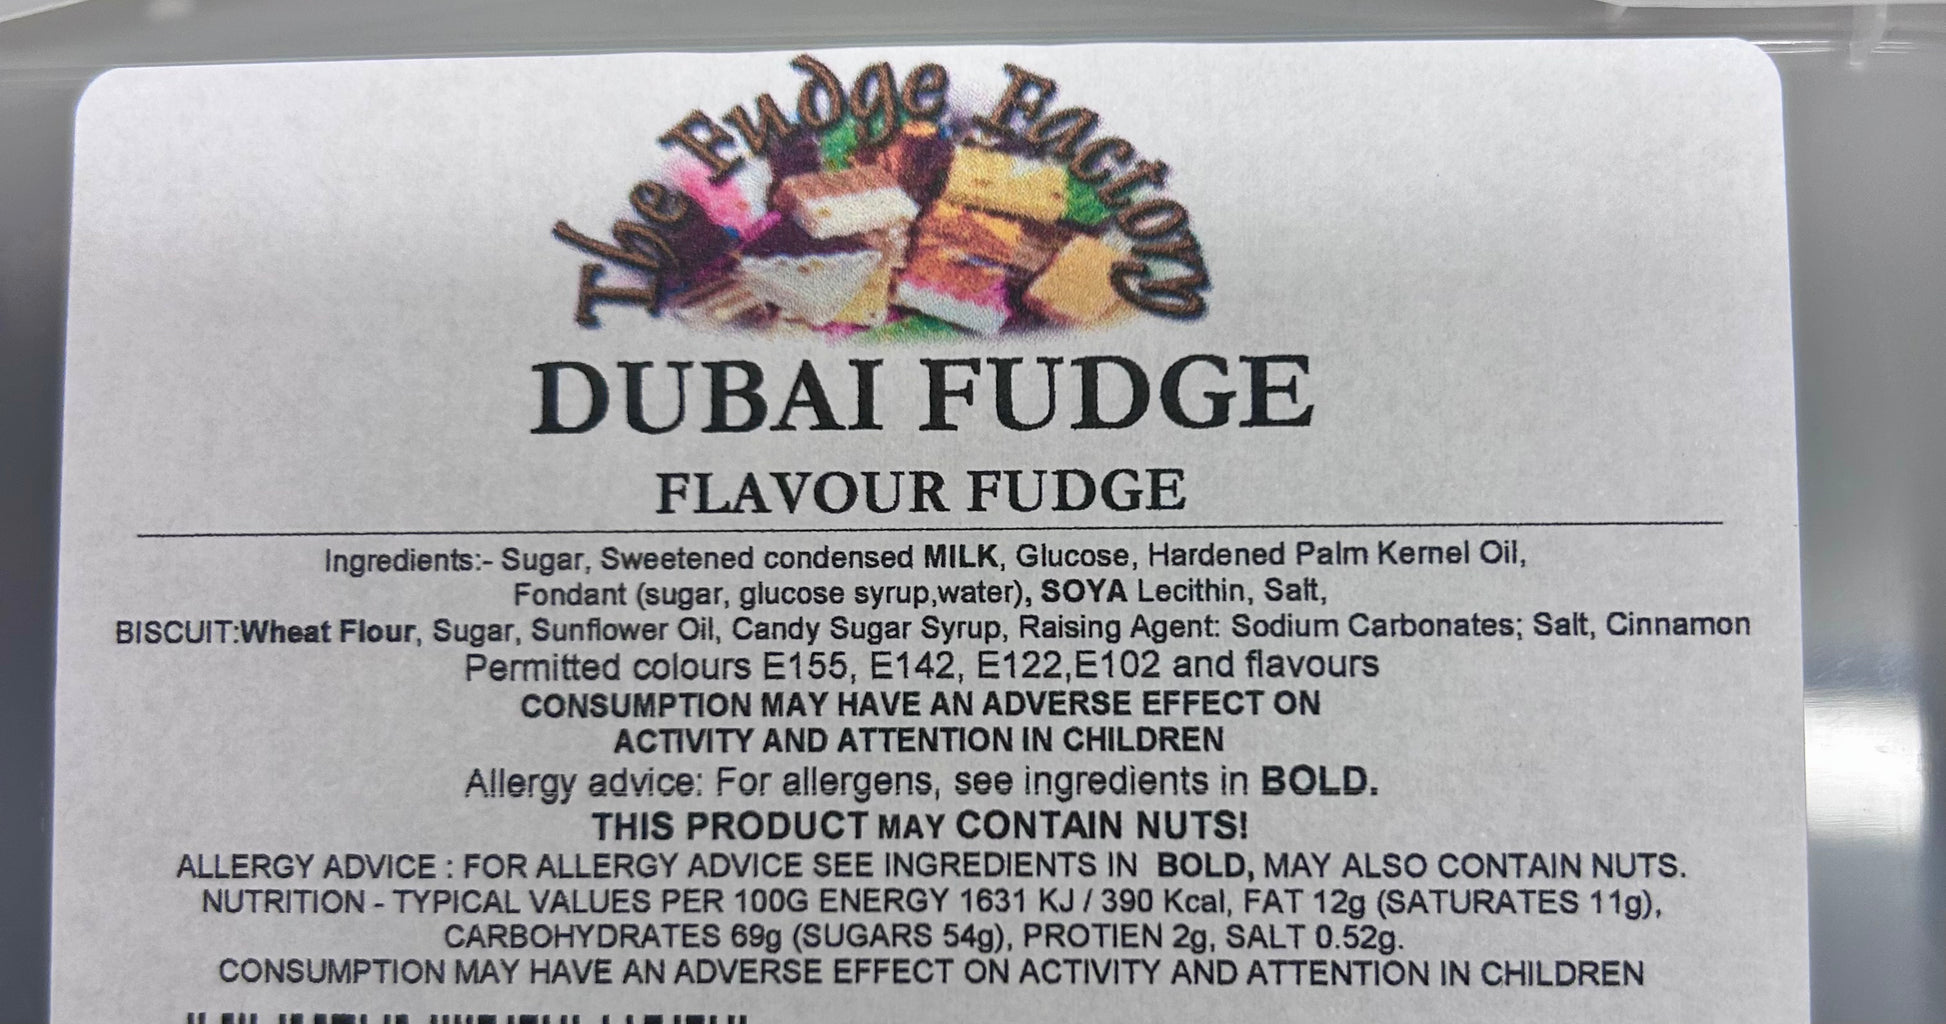 The Fudge Factory
DUBAI FUDGE
FLAVOUR FUDGE
Ingredients:- Sugar, Sweetened condensed MILK, Glucose, Hardened Palm Kernel Oil,
Fondant (sugar, glucose syrup,water), SOYA Lecithin, Salt,
BISCUIT:Wheat Flour, Sugar, Sunflower Oil, Candy Sugar Syrup, Raising Agent: Sodium Carbonates; Salt, Cinnamon
Permitted colours E155, E142, E122,E102 and flavours
CONSUMPTION MAY HAVE AN ADVERSE EFFECT ON
ACTIVITY AND ATTENTION IN CHILDREN
Allergy advice: For allergens, see ingredients in BOLD.
THIS PRODUCT MAY CONTAIN NUTS!
ALLERGY ADVICE : FOR ALLERGY ADVICE SEE INGREDIENTS IN BOLD, MAY ALSO CONTAIN NUTS.
NUTRITION - TYPICAL VALUES PER 100G ENERGY 1631 KJ / 390 Kcal, FAT 12g (SATURATES 11g),
CARBOHYDRATES 69g (SUGARS 54g), PROTIEN 2g, SALT 0.52g.
CONSUMPTION MAY HAVE AN ADVERSE EFFECT ON ACTIVITY AND ATTENTION IN CHILDREN